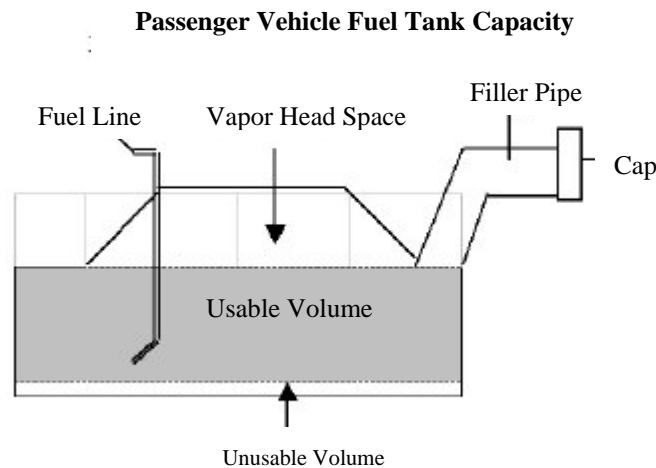 Passenger Vehicle Fuel Tank Capacity
Filler Pipe
Fuel Line
Vapor Head Space
Cap
Usable Volume
Unusable Volume